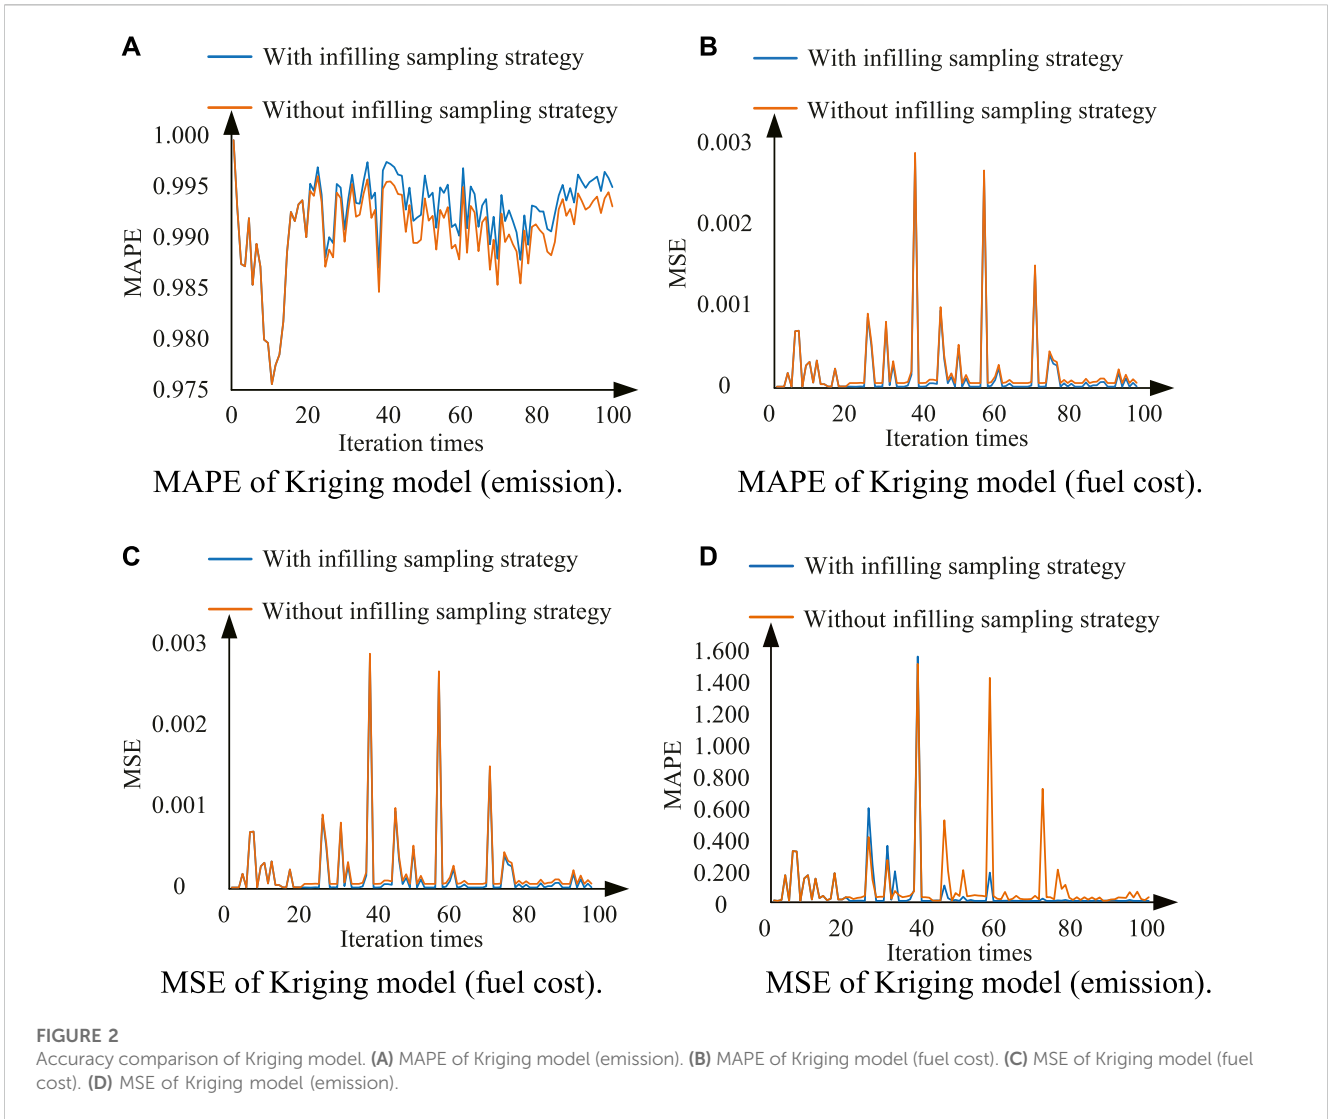 A
With infilling sampling strategy
Without infilling sampling strategy
1.000
0.995
0.990
0.985
0.980
0.975
MAPE
0 20 40 60 80 100
Iteration times
MAPE of Kriging model (emission).
B
With infilling sampling strategy
Without infilling sampling strategy
0.003
0.002
0.001
0
MSE
0 20 40 60 80 100
Iteration times
MAPE of Kriging model (fuel cost).
C
With infilling sampling strategy
Without infilling sampling strategy
0.003
0.002
0.001
0
MSE
0 20 40 60 80 100
Iteration times
MSE of Kriging model (fuel cost).
D
With infilling sampling strategy
Without infilling sampling strategy
1.600
1.400
1.200
1.000
0.800
0.600
0.400
0.200
0
MAPE
0 20 40 60 80 100
Iteration times
MSE of Kriging model (emission).
FIGURE 2
Accuracy comparison of Kriging model. (A) MAPE of Kriging model (emission). (B) MAPE of Kriging model (fuel cost). (C) MSE of Kriging model (fuel
cost). (D) MSE of Kriging model (emission).